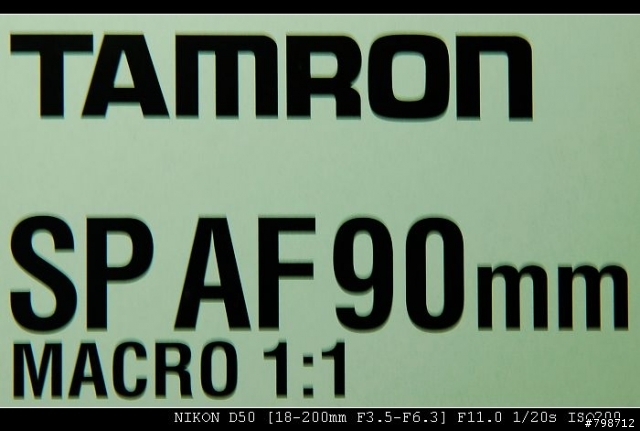 TAMRON
SP AF 90mm
MACRO 1:1
NIKON D50 [18-200mm F3.5-F6.3] F11.0 1/20s ISO200
#798712